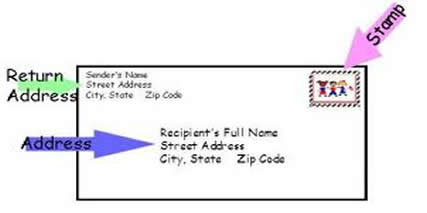 Stamp
Return
Address
Sender's Name
Street Address
City, State Zip Code
Address
Recipient's Full Name
Street Address
City, State Zip Code